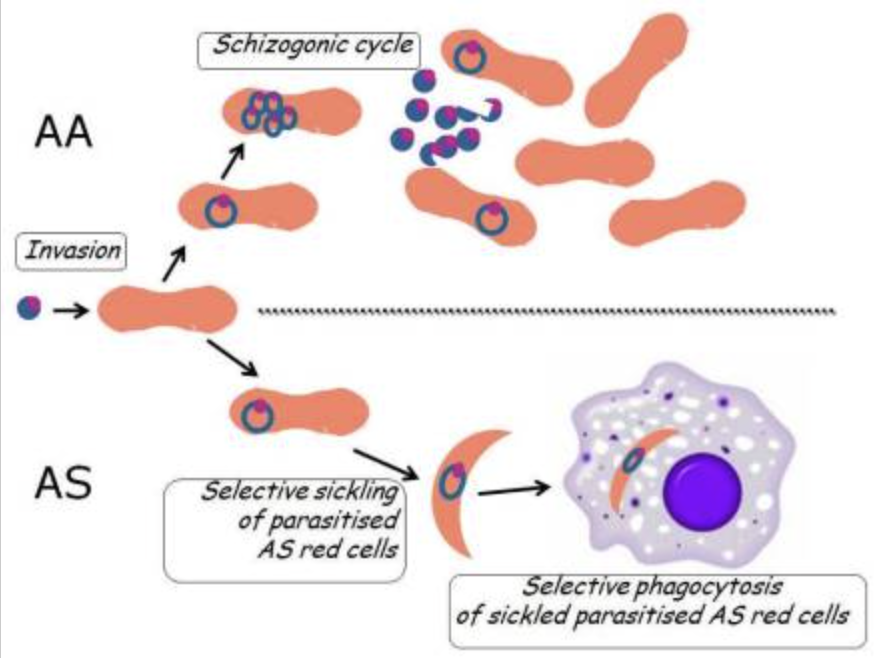 Schizogonic cycle
AA
Invasion
AS
Selective sickling
of parasitised
AS red cells
Selective phagocytosis
of sickled parasitised AS red cells